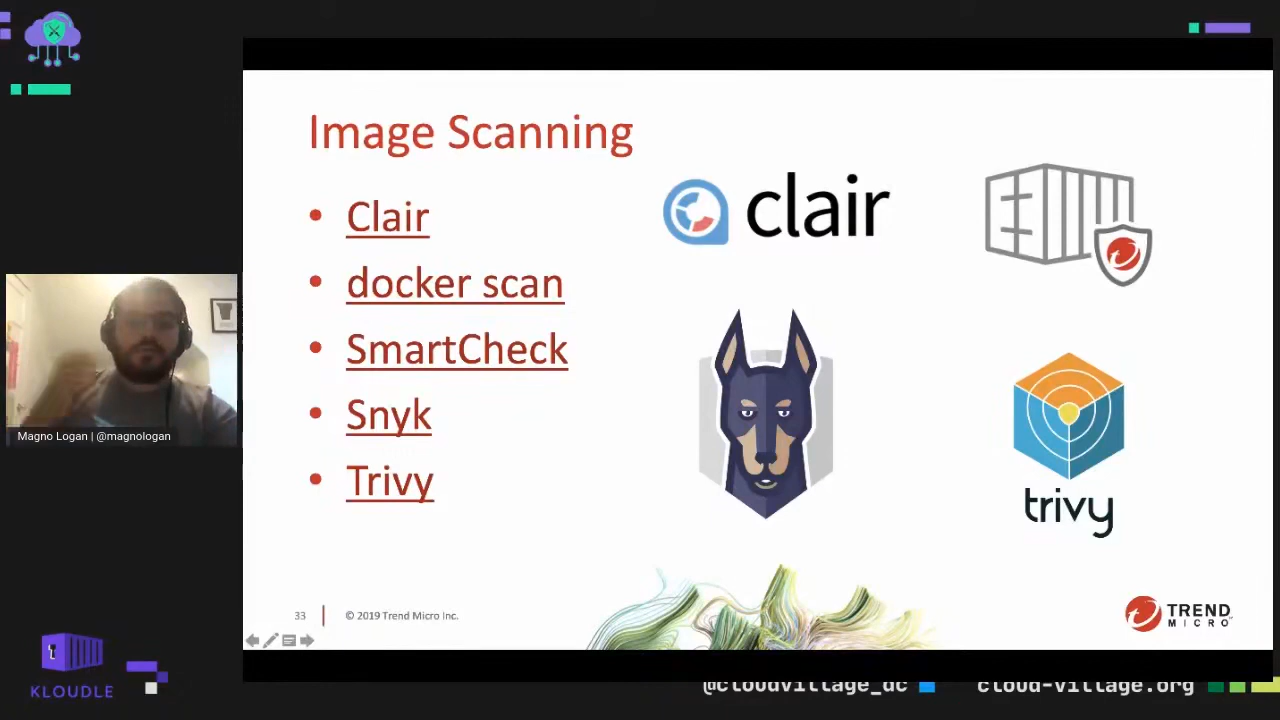 Image Scanning
• Clair
• docker scan
• SmartCheck
• Snyk
• Trivy
clair
trivy
33
© 2019 Trend Micro Inc.
TREND
MICRO
Magno Logan | @magnologan
KLOUDLE
@cloudvillage_dc
cloud-village.org